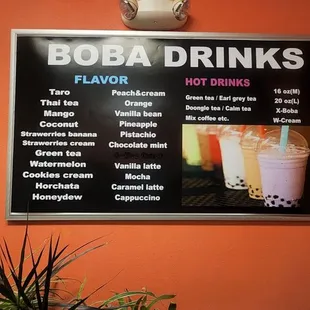 BOBA DRINKS
FLAVOR
Taro
Thai tea
Mango
Coconut
Strawerries banana
Strawerries cream
Green tea
Watermelon
Cookies cream
Horchata
Honeydew
Peach&cream
Orange
Vanilla bean
Pineapple
Pistachio
Chocolate mint
Vanilla latte
Mocha
Caramel latte
Cappuccino
HOT DRINKS
Green tea / Earl grey tea
Doongle tea / Calm tea
Mix coffee etc.
16 oz(M)
20 oz(L)
X-Boba
W-Cream